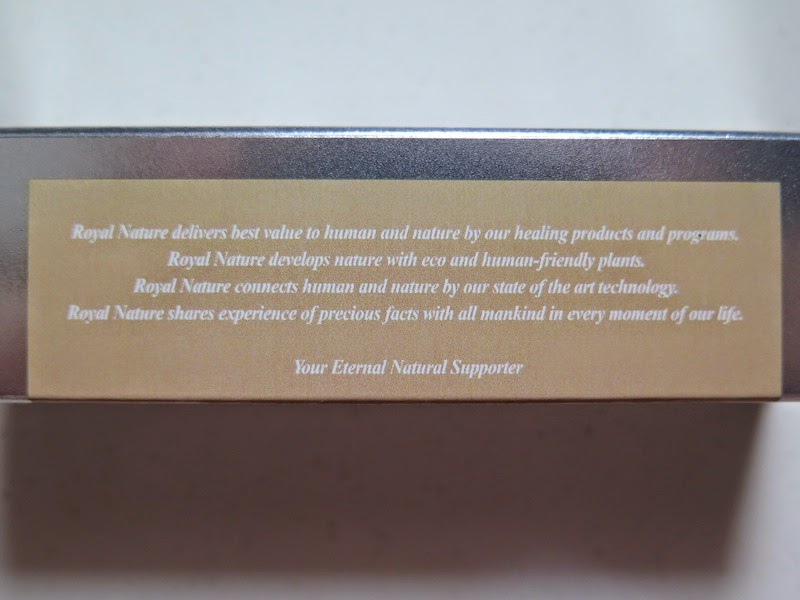 Royal Nature delivers best value to human and nature by our healing products and programs.
Royal Nature develops nature with eco and human-friendly plants.
Royal Nature connects human and nature by our state of the art technology.
Royal Nature shares experience of precious facts with all mankind in every moment of our life.
Your Eternal Natural Supporter